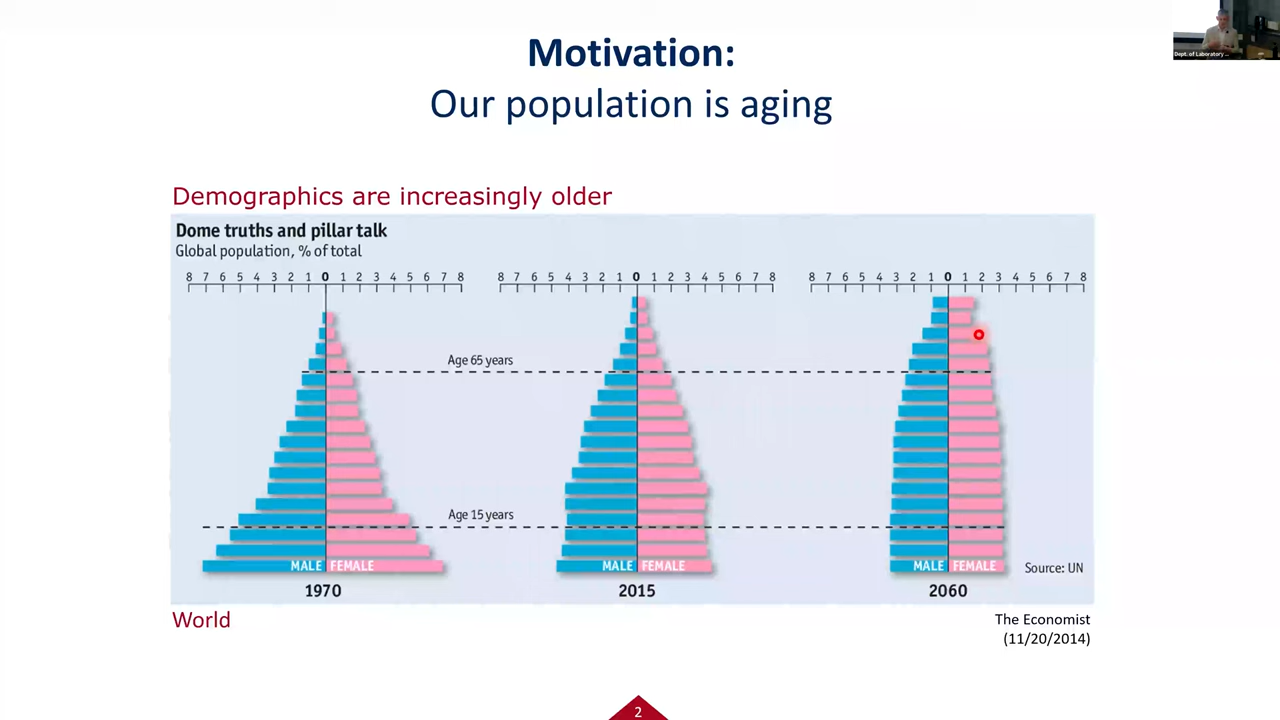 Motivation:
Our population is aging
Dept. of Laboratory ...
Demographics are increasingly older
Dome truths and pillar talk
Global population, % of total
8 7 6 5 4 3 2 1 0 1 2 3 4 5 6 7 8
8 7 6 5 4 3 2 1 0 1 2 3 4 5 6 7 8
8 7 6 5 4 3 2 1 0 1 2 3 4 5 6 7 8
Age 65 years
Age 15 years
MALE FEMALE
MALE FEMALE
MALE FEMALE
Source: UN
1970
2015
2060
World
The Economist
(11/20/2014)
2